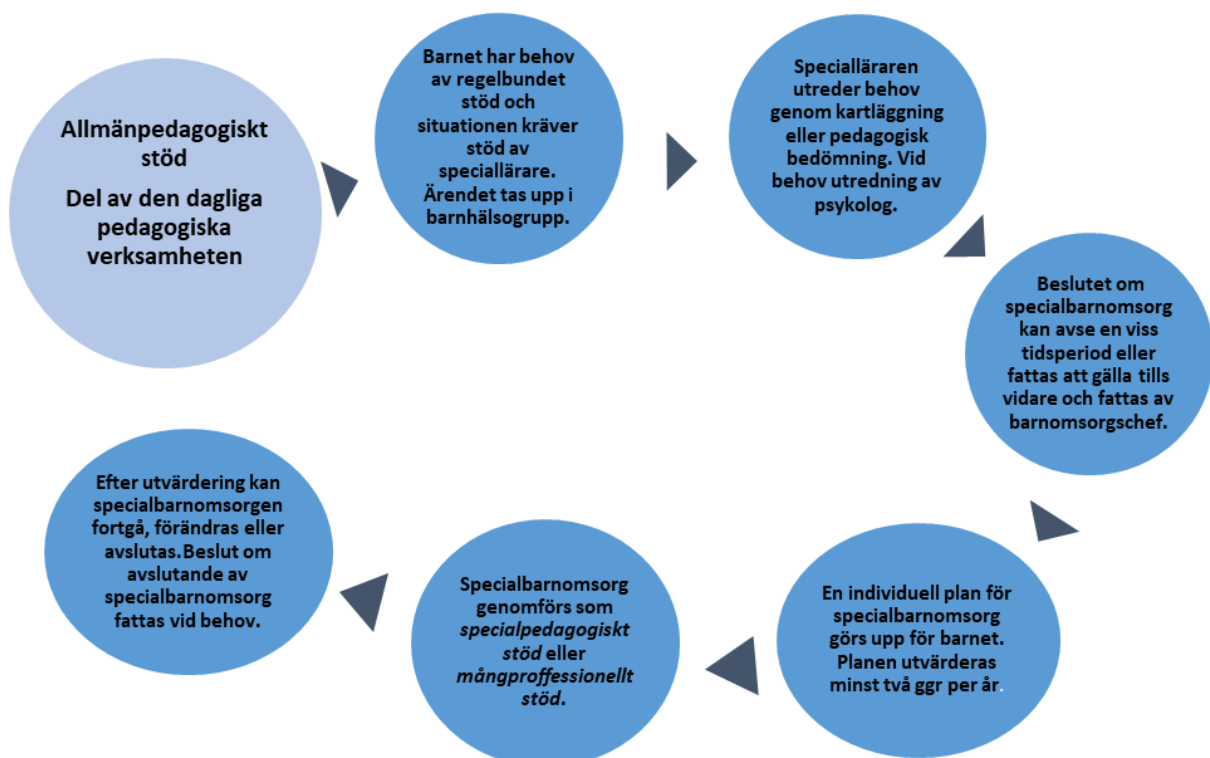 Allmänpedagogiskt
stöd
Del av den dagliga
pedagogiska
verksamheten
Barnet har behov
av regelbundet
stöd och
situationen kräver
stöd av
speciallärare.
Ärendet tas upp i
barnhälsogrupp.
Specialläraren
utreder behov
genom kartläggning
eller pedagogisk
bedömning. Vid
behov utredning av
psykolog.
Beslutet om
specialbarnomsorg
kan avse en viss
tidsperiod eller
fattas att gälla tills
vidare och fattas av
barnomsorgschef.
En individuell plan för
specialbarnomsorg
görs upp för barnet.
Planen utvärderas
minst två ggr per år.
Specialbarnomsorg
genomförs som
specialpedagogiskt
stöd eller
mångproffessionellt
stöd.
Efter utvärdering kan
specialbarnomsorgen
fortgå, förändras eller
avslutas.Beslut om
avslutande av
specialbarnomsorg
fattas vid behov.